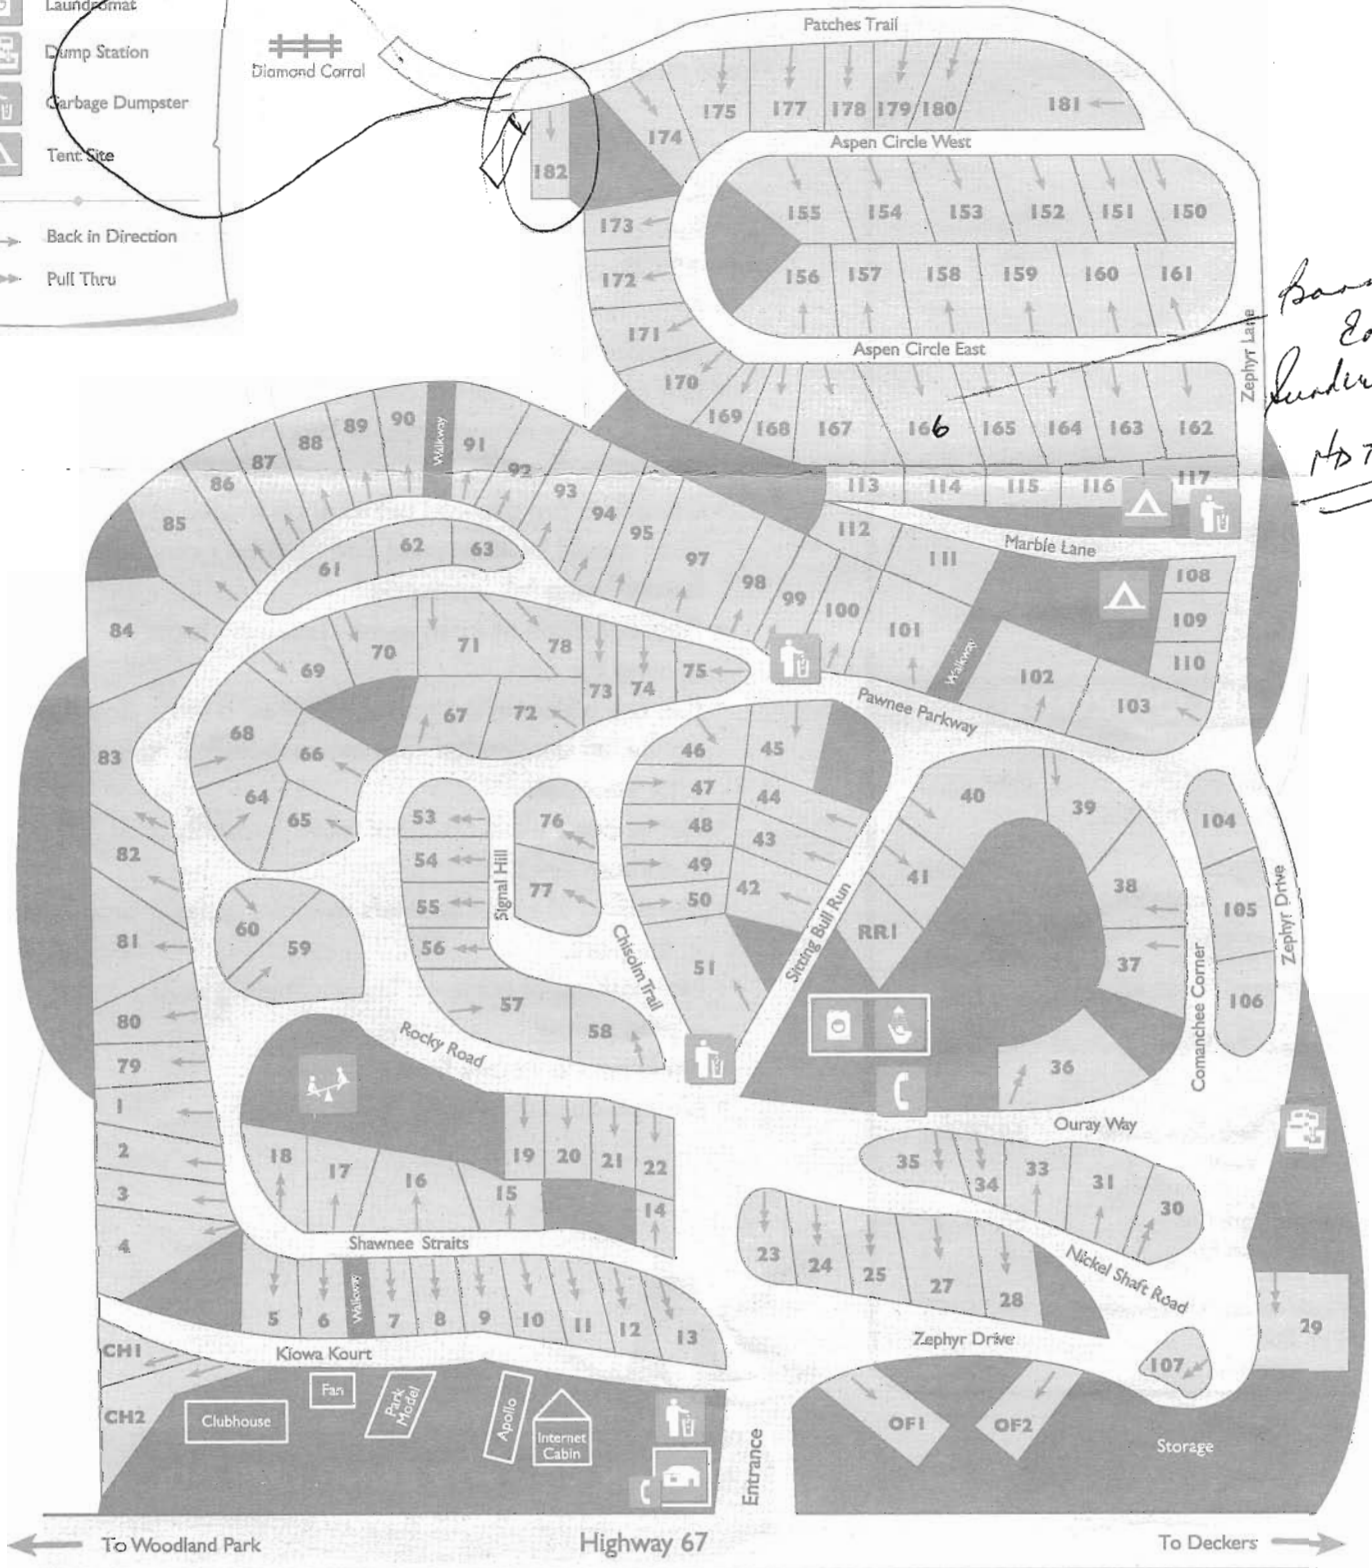 Laundromat
Dump Station
Garbage Dumpster
Tent Site
Back in Direction
Pull Thru
Diamond Corral
Patches Trail
175 177 178 179 180 181
174
182
Aspen Circle West
173 155 154 153 152 151 150
172 156 157 158 159 160 161
171
Aspen Circle East
Zephyr Lane
170
169 168 167 166 165 164 163 162
113 114 115 116 117
112 111
Marble Lane
108
109
110
85 86 87 88 89 90
Walkway
91 92 93 94 95 97 98 99 100 101
Walkway
102 103
61 62 63
84
69 70 71 78
73 74 75
Pawnee Parkway
68 66 67 72
83
64 65
46 45
47 44
48 43
49 42
50
51
40 39
41 38
RR1 37
36
53
54
55
56
57 58
76
77
Signal Hill
Chisolm Trail
Sitting Bull Run
Comanchee Corner
104
105
106
Zephyr Drive
82
81
80
79
60 59
Rocky Road
1
2
3
4
18 17 16 15
19 20 21 22
14
Ouray Way
35 34 33 31 30
Shawnee Straits
23 24 25 27 28
Nickel Shaft Road
29
5 6
Walkway
7 8 9 10 11 12 13
Zephyr Drive
107
Kiowa Kourt
CH1
CH2
Clubhouse
Fan
Park Model
Apollo
Internet Cabin
Entrance
OF1 OF2
Storage
To Woodland Park
Highway 67
To Deckers